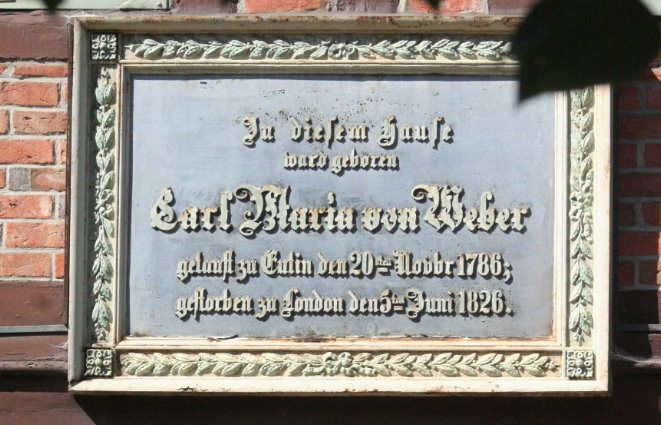 In diesem Hause
ward geboren
Carl Maria von Weber
getauft zu Eutin den 20ten Novbr 1786;
gestorben zu London den 5ten Juni 1826.